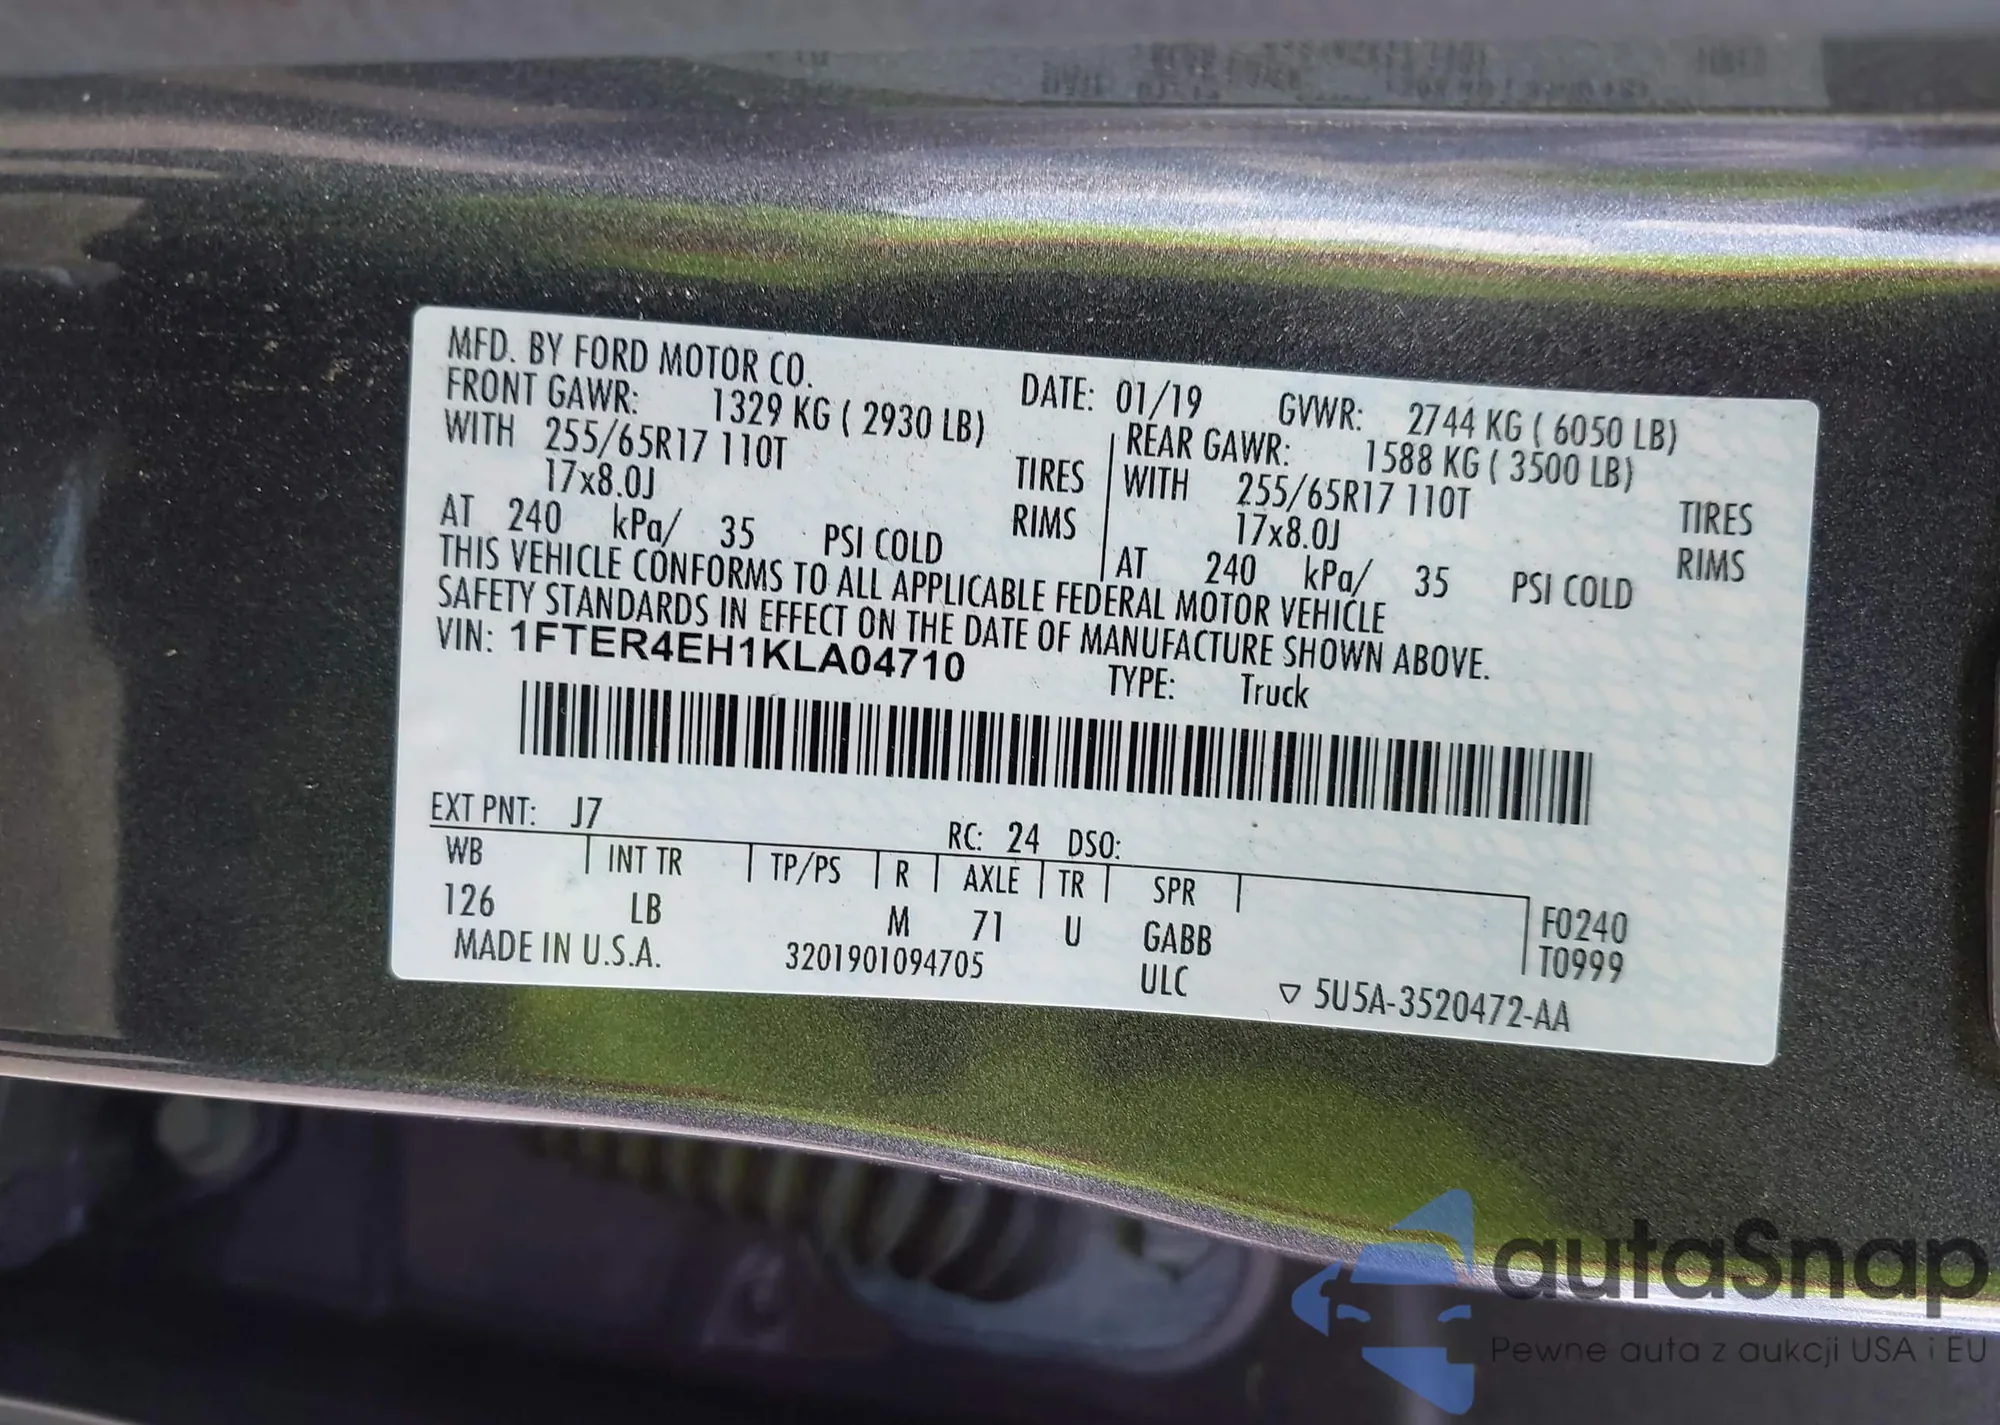 MFD. BY FORD MOTOR CO. DATE: 01/19 GVWR: 2744 KG ( 6050 LB)
FRONT GAWR: 1329 KG ( 2930 LB) REAR GAWR: 1588 KG ( 3500 LB)
WITH 255/65R17 110T TIRES WITH 255/65R17 110T TIRES
17x8.0J RIMS 17x8.0J RIMS
AT 240 kPa/ 35 PSI COLD AT 240 kPa/ 35 PSI COLD
THIS VEHICLE CONFORMS TO ALL APPLICABLE FEDERAL MOTOR VEHICLE
SAFETY STANDARDS IN EFFECT ON THE DATE OF MANUFACTURE SHOWN ABOVE.
VIN: 1FTER4EH1KLA04710 TYPE: Truck
EXT PNT: J7 RC: 24 DSO:
WB INT TR TP/PS R AXLE TR SPR
126 LB M 71 U GABB F0240
MADE IN U.S.A. 3201901094705 ULC T0999
▽ 5U5A-3520472-AA
autaSnap
Pewne auta z aukcji USA i EU